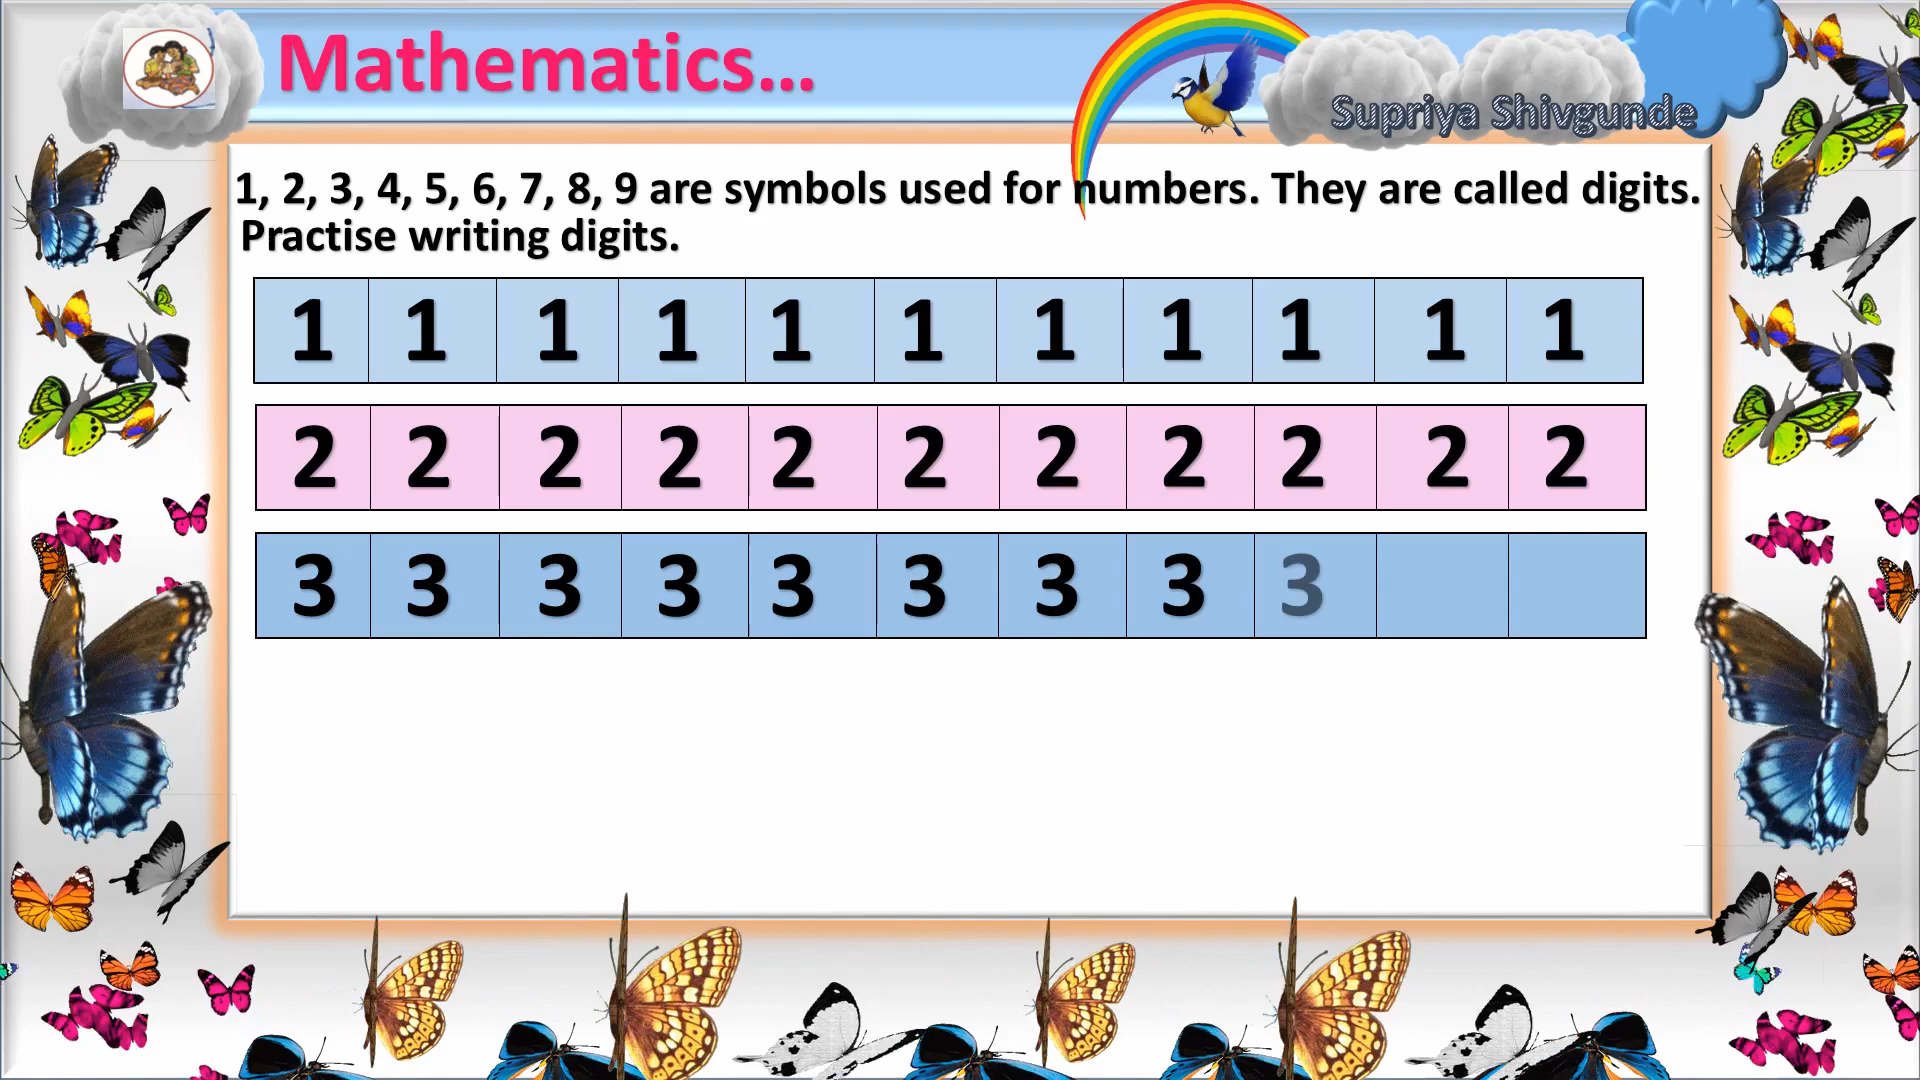 Mathematics...
Supriya Shivgunde
1, 2, 3, 4, 5, 6, 7, 8, 9 are symbols used for numbers. They are called digits.
Practise writing digits.
1 1 1 1 1 1 1 1 1 1 1
2 2 2 2 2 2 2 2 2 2 2
3 3 3 3 3 3 3 3 3